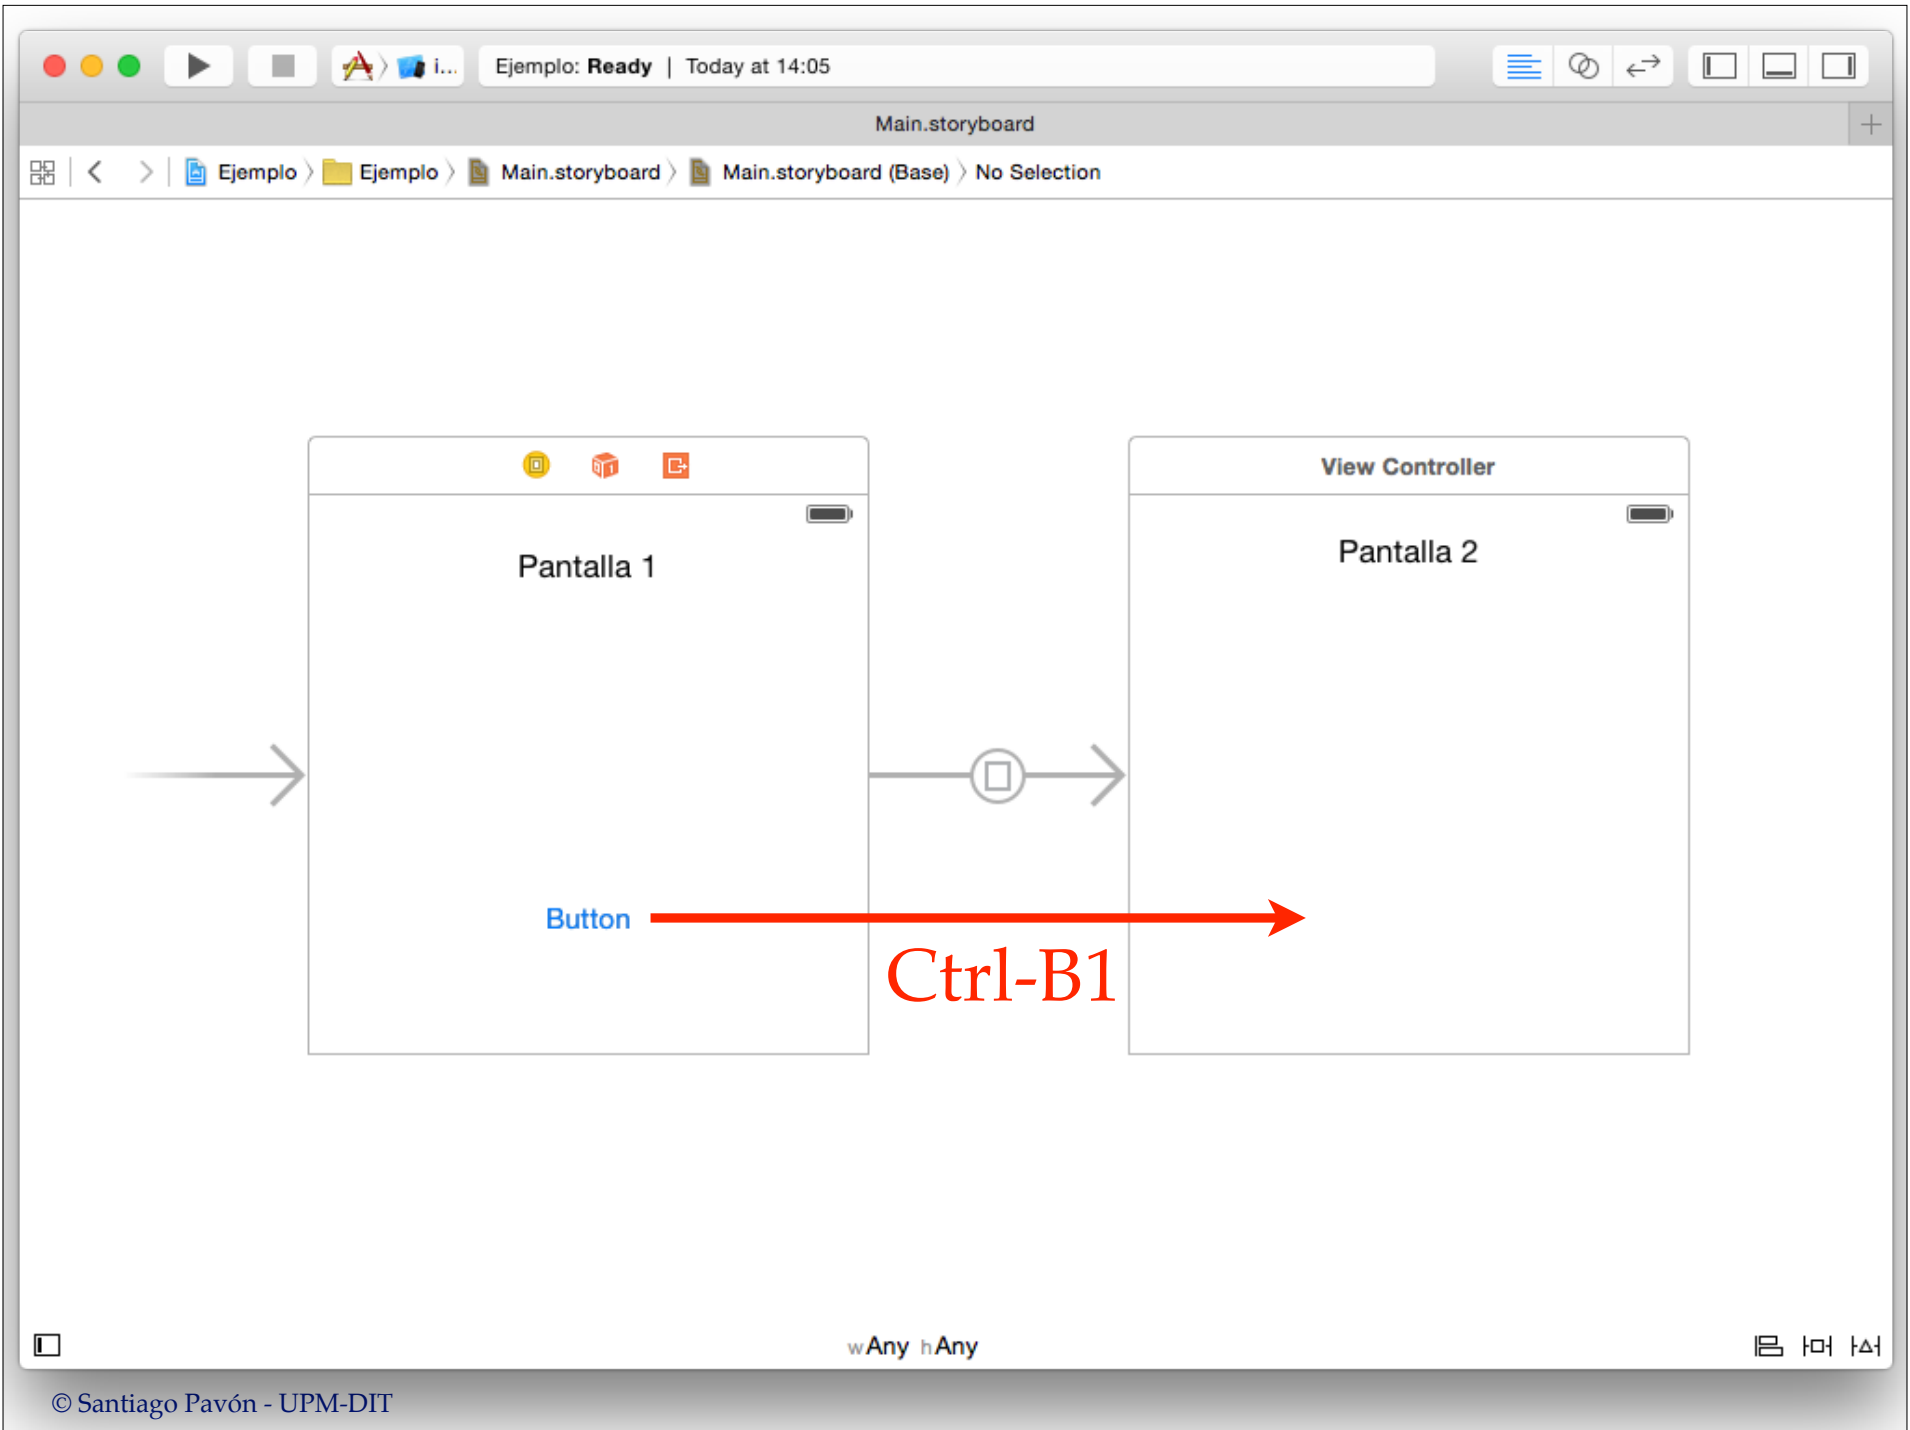 i... Ejemplo: Ready | Today at 14:05
Main.storyboard
Ejemplo Ejemplo Main.storyboard Main.storyboard (Base) No Selection
View Controller
Pantalla 1
Pantalla 2
Button
Ctrl-B1
wAny hAny
© Santiago Pavón - UPM-DIT